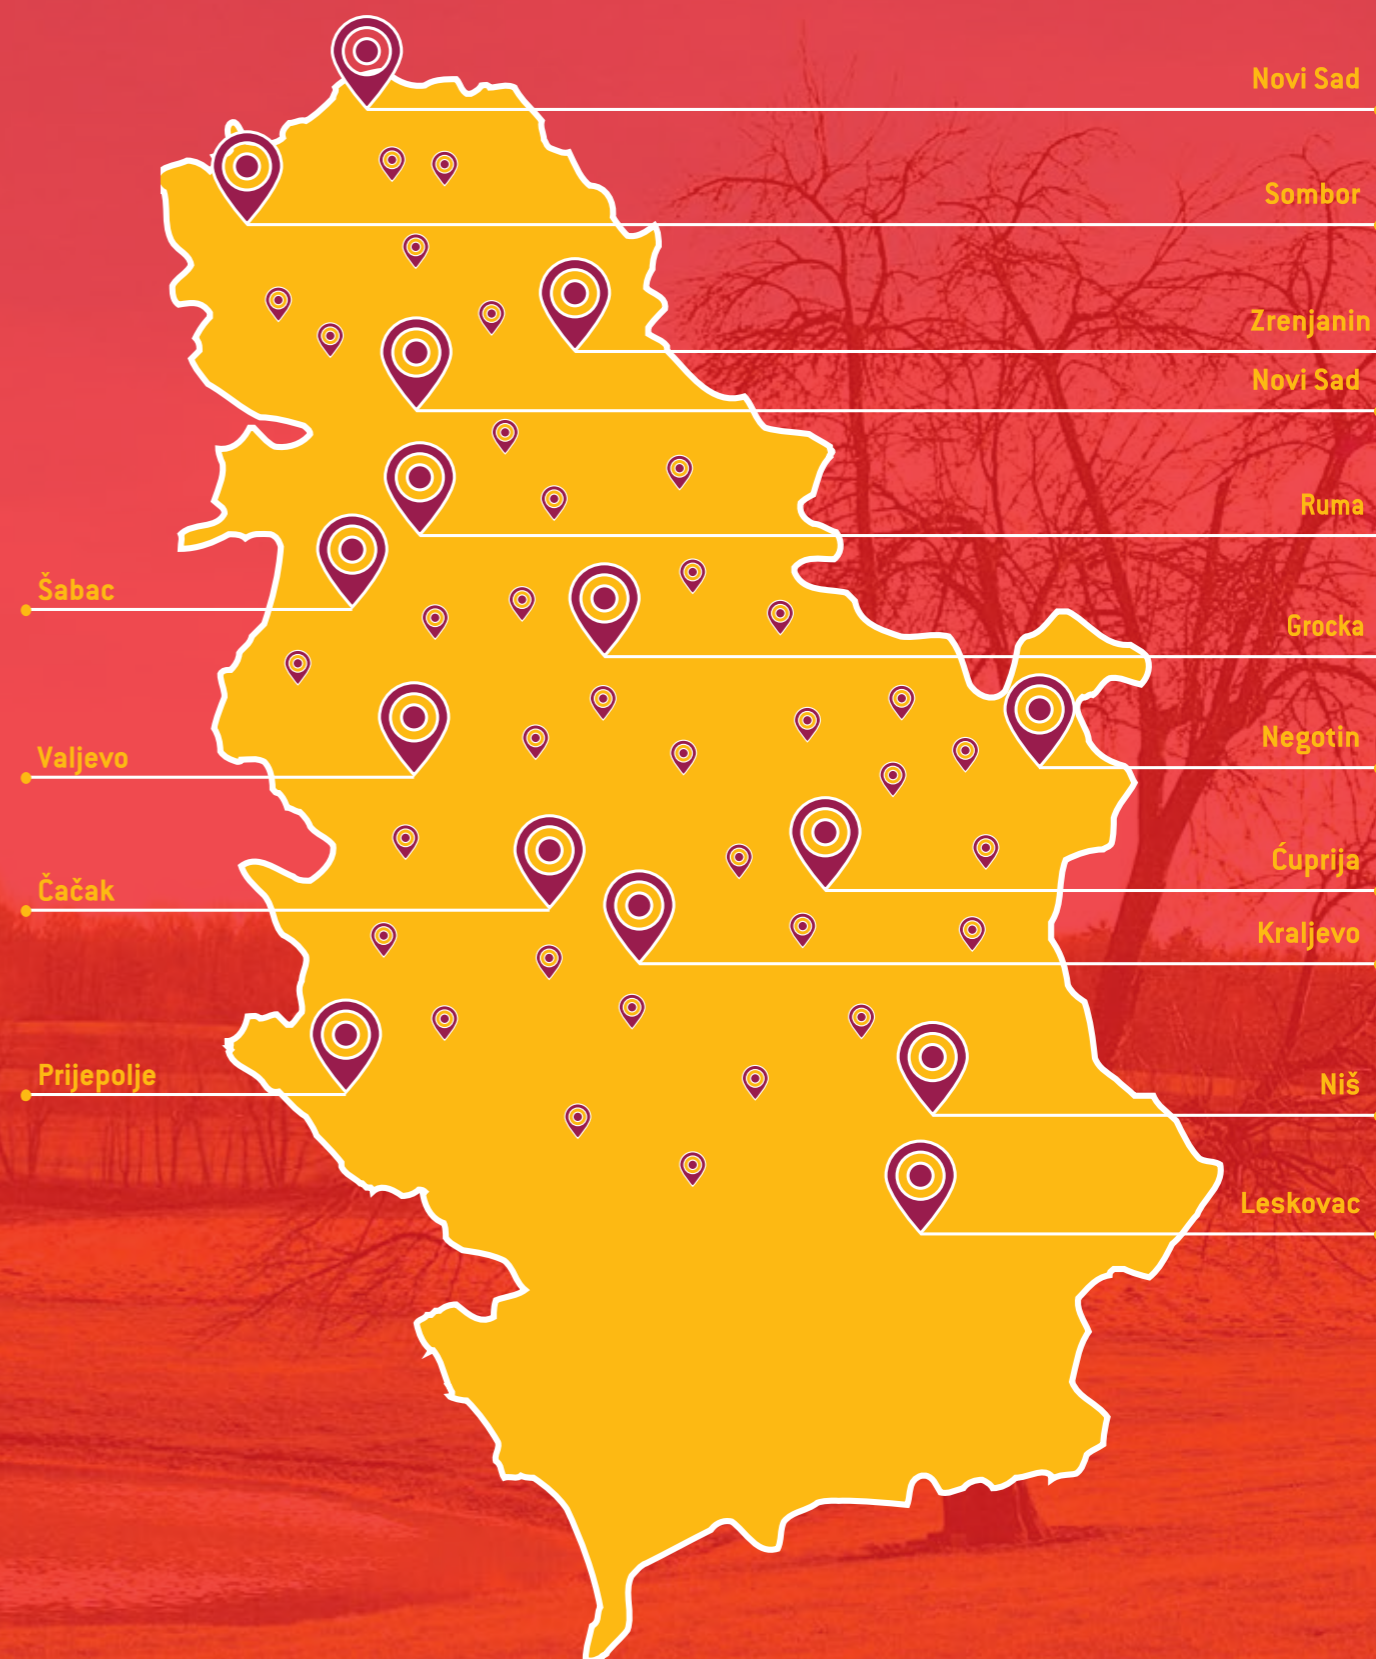 Novi Sad
Sombor
Zrenjanin
Novi Sad
Ruma
Šabac
Grocka
Negotin
Valjevo
Ćuprija
Čačak
Kraljevo
Prijepolje
Niš
Leskovac